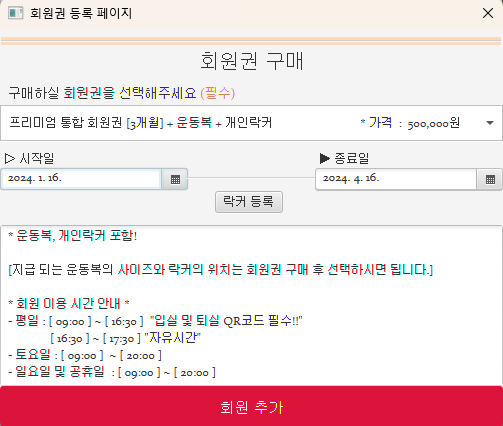 회원권 등록 페이지
회원권 구매
구매하실 회원권을 선택해주세요 (필수)
프리미엄 통합 회원권 [3개월] + 운동복 + 개인락커 * 가격 : 500,000원
▷ 시작일 ▶ 종료일
2024. 1. 16. 2024. 4. 16.
락커 등록
* 운동복, 개인락커 포함!
[지급 되는 운동복의 사이즈와 락커의 위치는 회원권 구매 후 선택하시면 됩니다.]
* 회원 이용 시간 안내 *
- 평일 : [ 09:00 ] ~ [ 16:30 ] "입실 및 퇴실 QR코드 필수!!"
[ 16:30 ] ~ [ 17:30 ] "자유시간"
- 토요일 : [ 09:00 ] ~ [ 20:00 ]
- 일요일 및 공휴일 : [ 09:00 ] ~ [ 20:00 ]
회원 추가